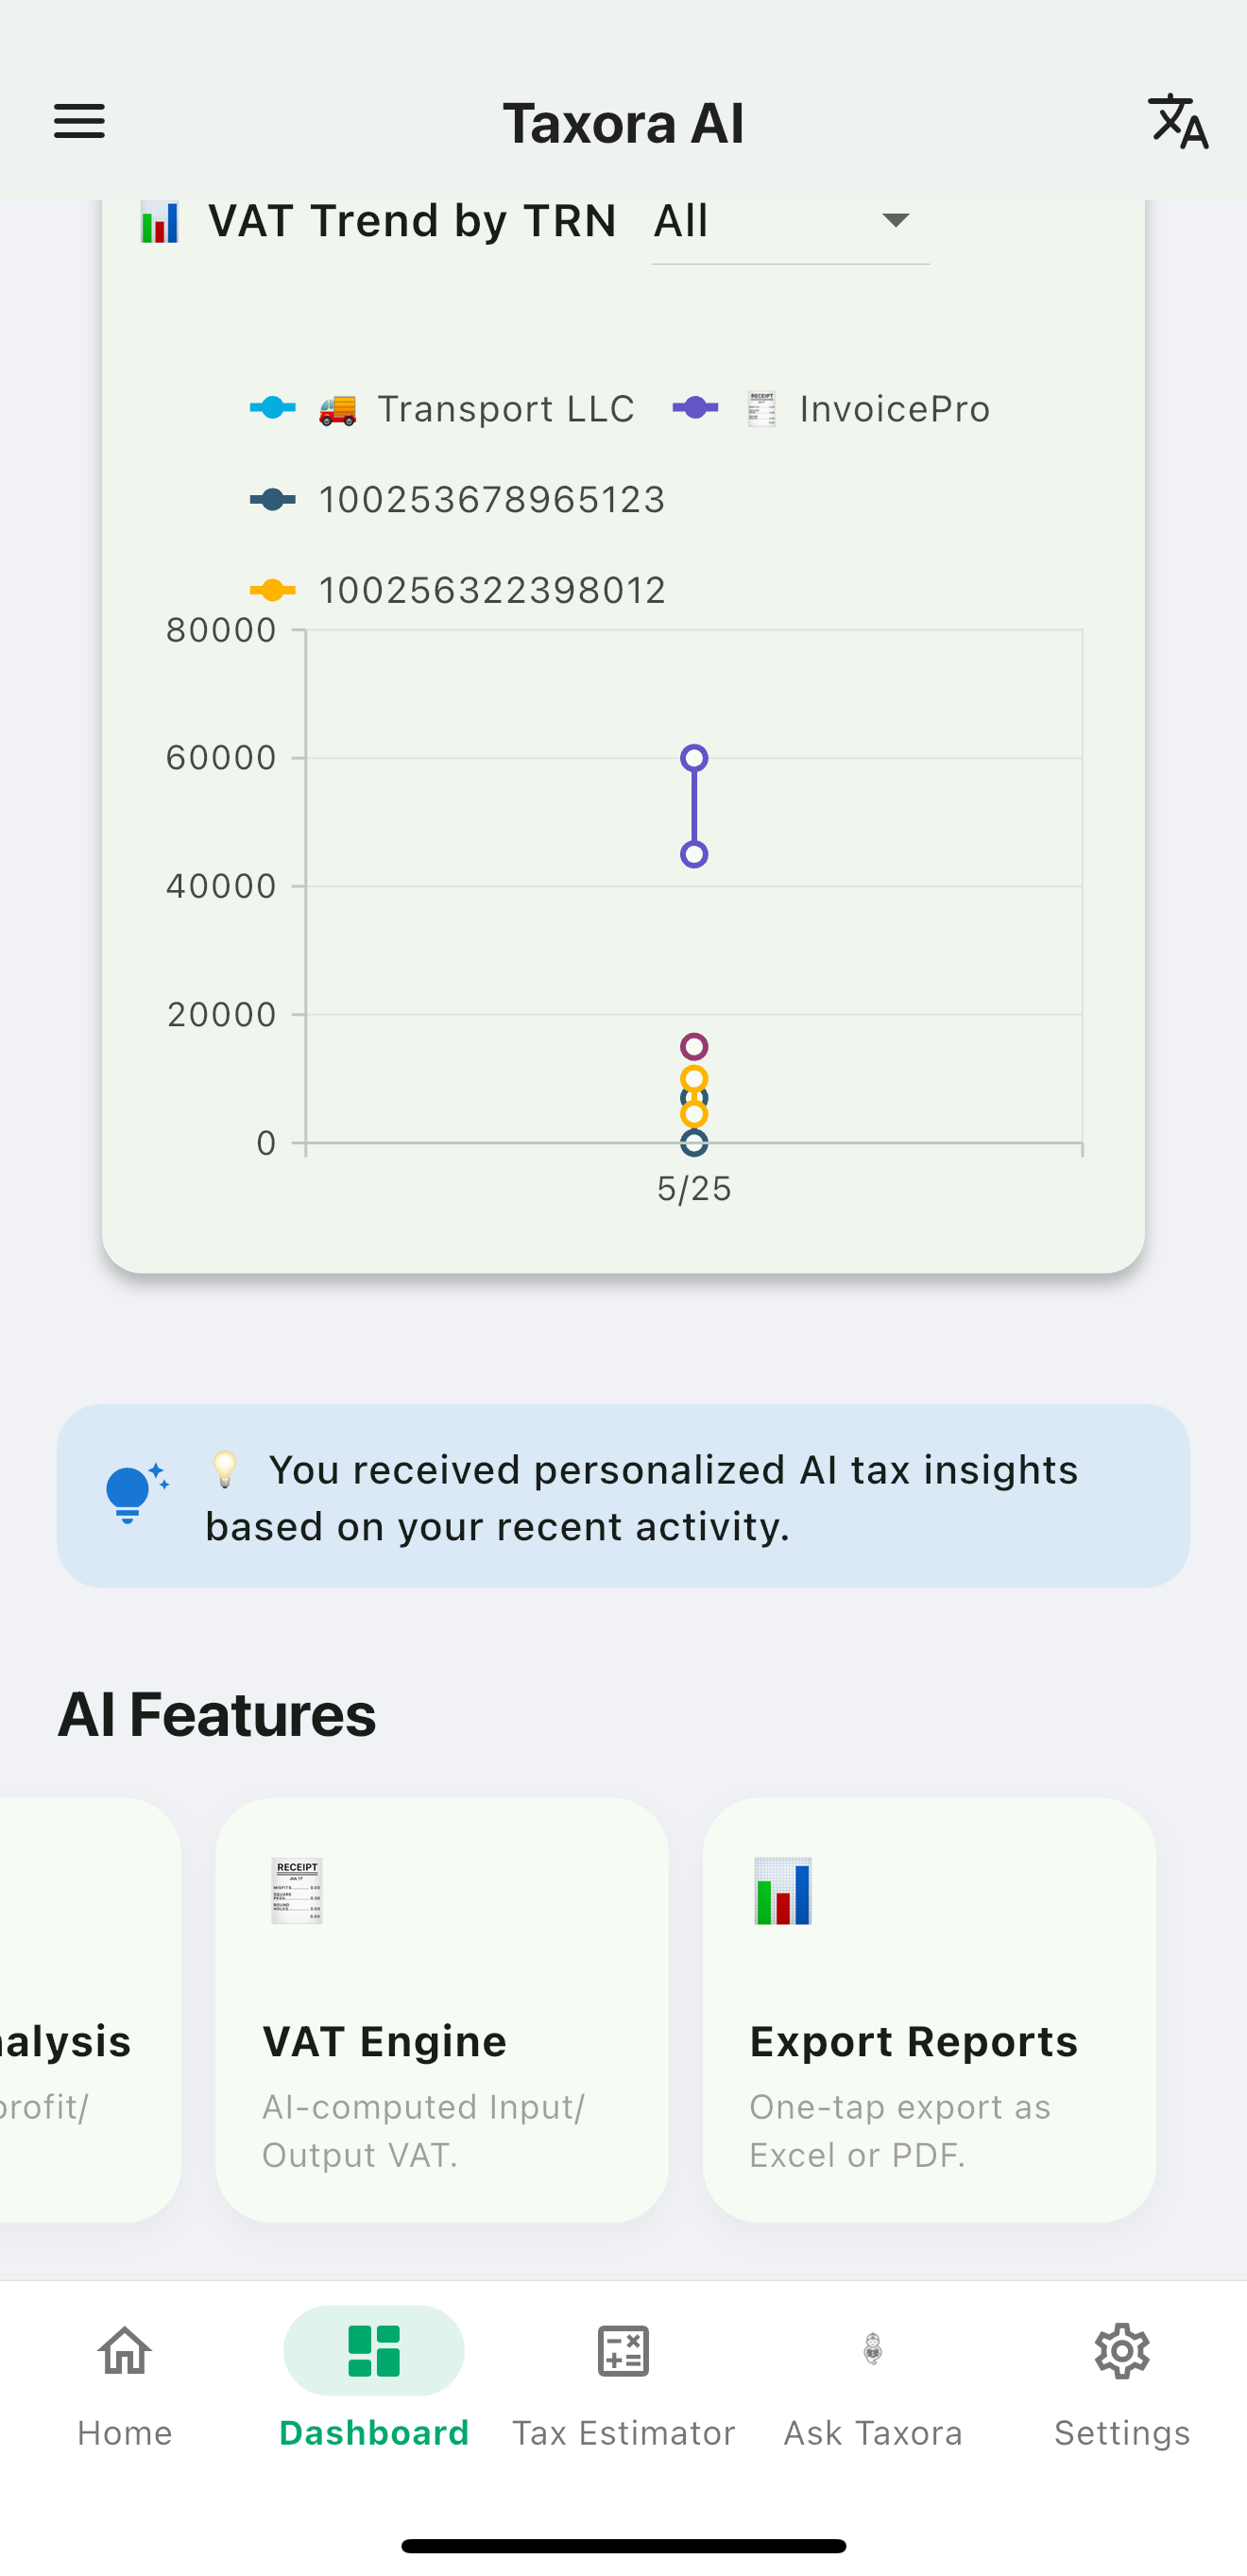 Taxora AI
VAT Trend by TRN All
Transport LLC InvoicePro
100253678965123
100256322398012
80000
60000
40000
20000
0
5/25
You received personalized AI tax insights
based on your recent activity.
AI Features
alysis
VAT Engine
Export Reports
profit/
AI-computed Input/
One-tap export as
Output VAT.
Excel or PDF.
Home Dashboard Tax Estimator Ask Taxora Settings